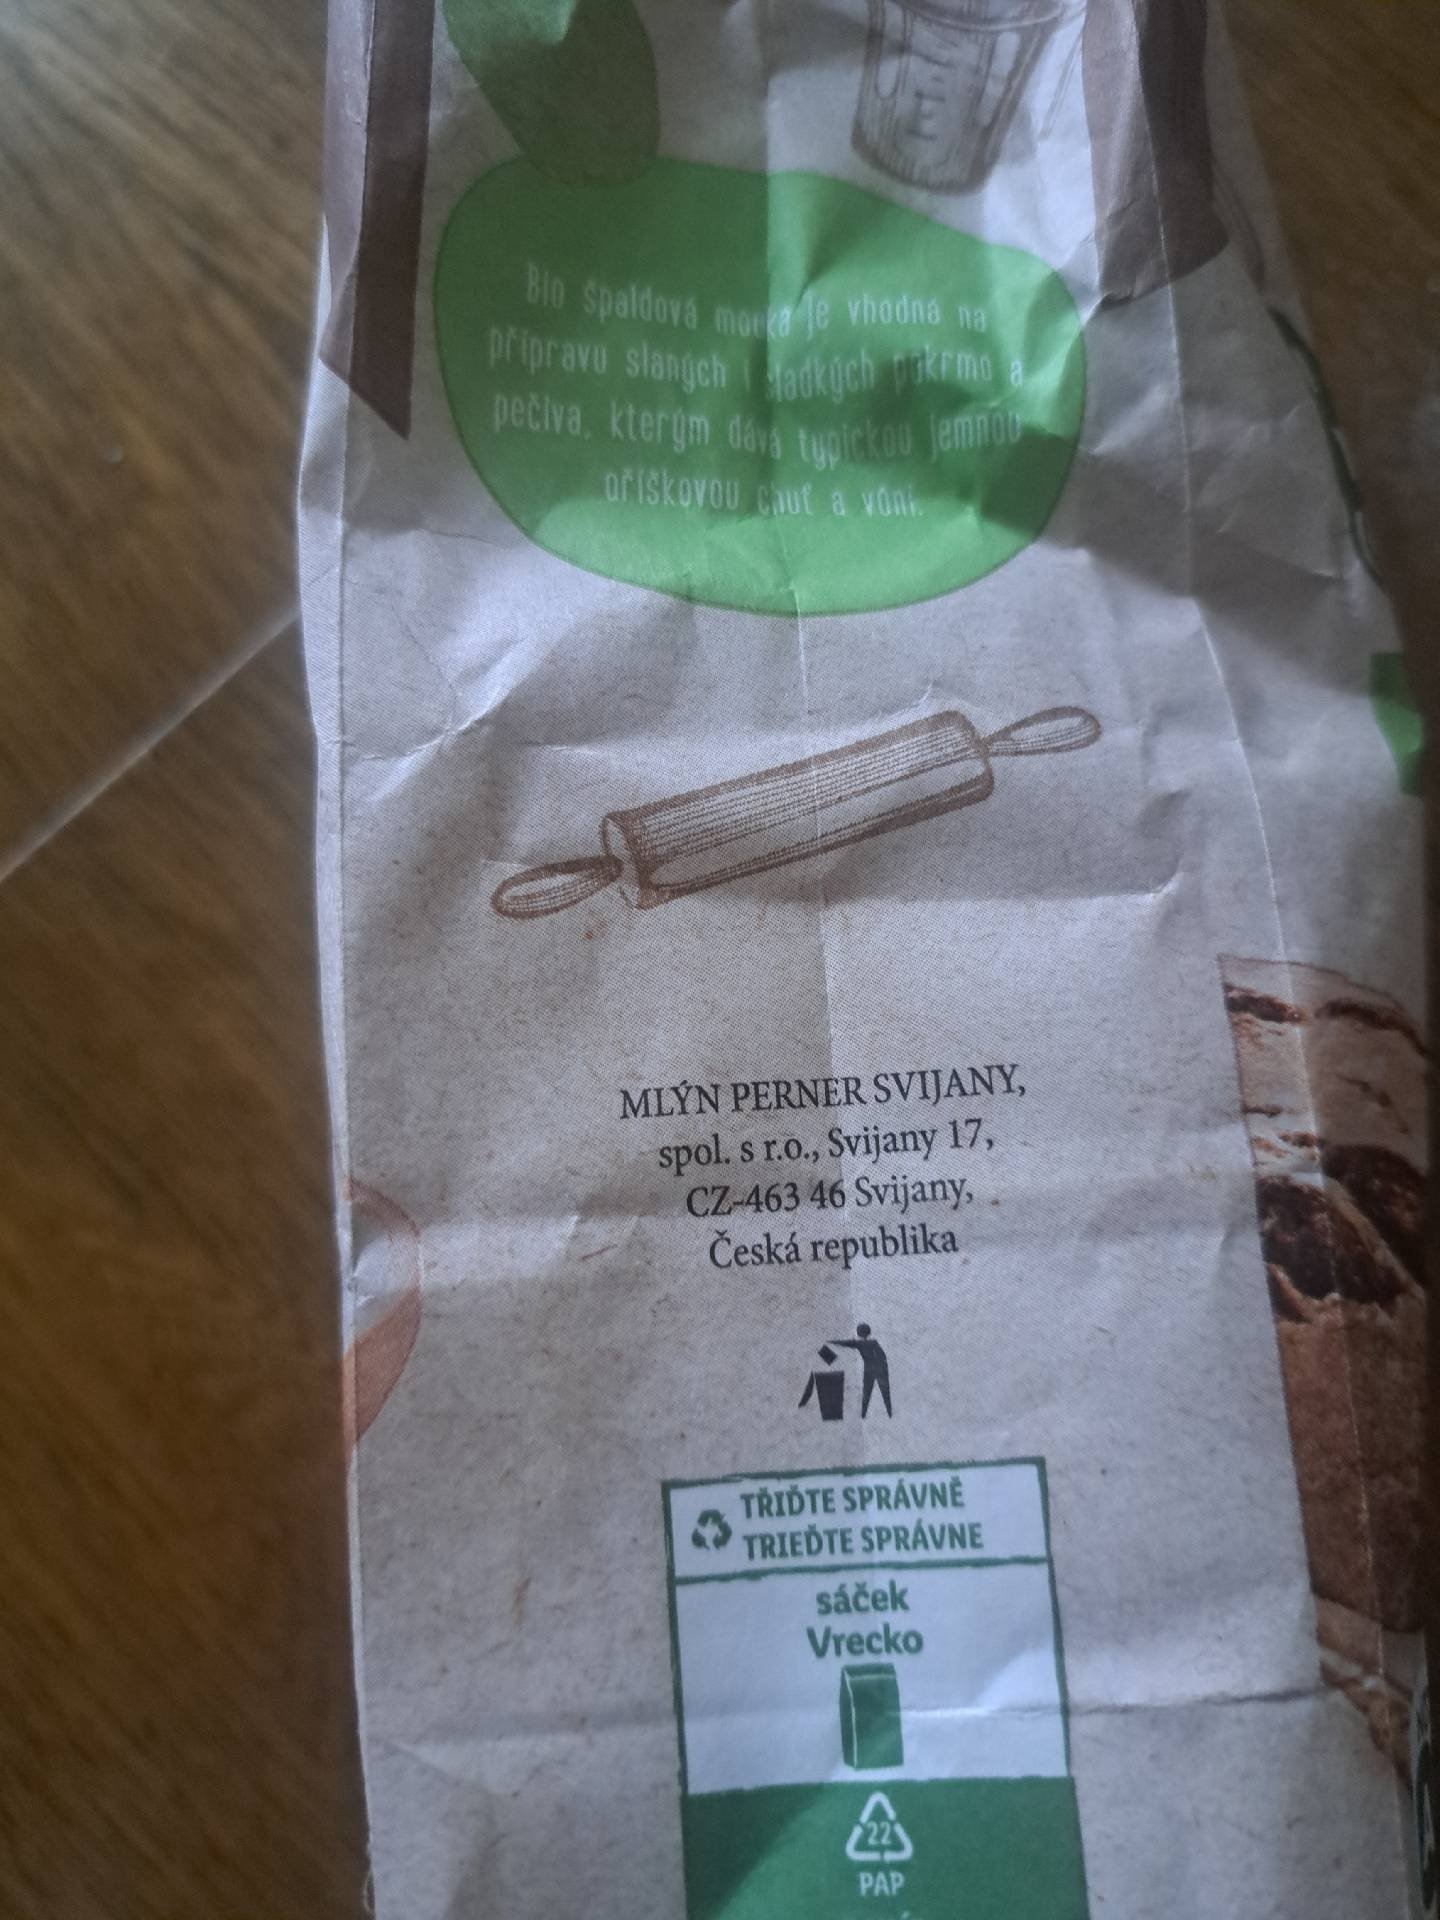 Bio špaldová mouka je vhodná na
přípravu slaných i sladkých pokrmů a
pečiva, kterým dává typickou jemnou
oříškovou chuť a vůni.
MLÝN PERNER SVIJANY,
spol. s r.o., Svijany 17,
CZ-463 46 Svijany,
Česká republika
TŘIĎTE SPRÁVNĚ
TRIEĎTE SPRÁVNE
sáček
Vrecko
22
PAP